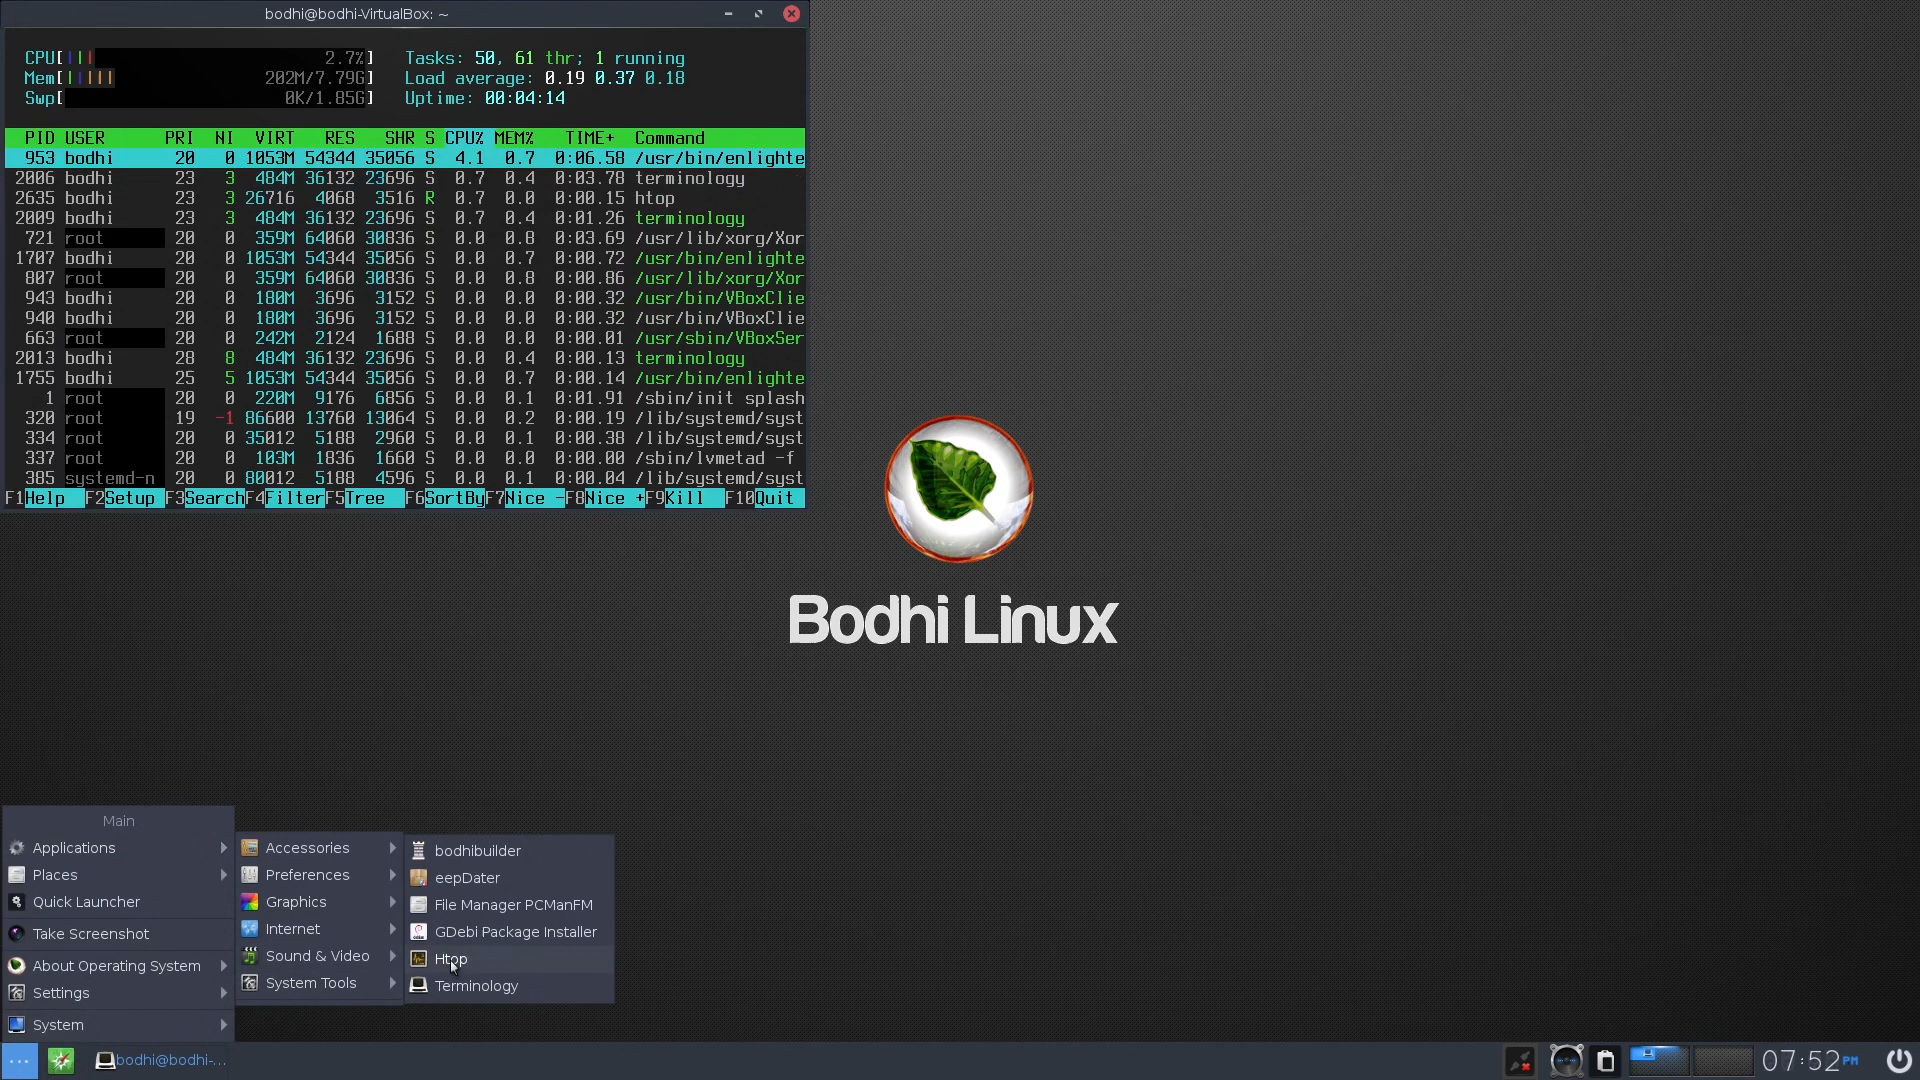 bodhi@bodhi-VirtualBox: ~
CPU[||| 2.7%] Tasks: 50, 61 thr; 1 running
Mem[||||| 202M/7.79G] Load average: 0.19 0.37 0.18
Swp[ 0K/1.85G] Uptime: 00:04:14
PID USER PRI NI VIRT RES SHR S CPU% MEM% TIME+ Command
953 bodhi 20 0 1053M 54344 35056 S 4.1 0.7 0:06.58 /usr/bin/enlighte
2006 bodhi 23 3 484M 36132 23696 S 0.7 0.4 0:03.78 terminology
2635 bodhi 23 3 26716 4068 3516 R 0.7 0.0 0:00.15 htop
2009 bodhi 23 3 484M 36132 23696 S 0.7 0.4 0:01.26 terminology
721 root 20 0 359M 64060 30836 S 0.0 0.8 0:03.69 /usr/lib/xorg/Xor
1707 bodhi 20 0 1053M 54344 35056 S 0.0 0.7 0:00.72 /usr/bin/enlighte
807 root 20 0 359M 64060 30836 S 0.0 0.8 0:00.86 /usr/lib/xorg/Xor
943 bodhi 20 0 180M 3696 3152 S 0.0 0.0 0:00.32 /usr/bin/VBoxClie
940 bodhi 20 0 180M 3696 3152 S 0.0 0.0 0:00.32 /usr/bin/VBoxClie
663 root 20 0 242M 2124 1688 S 0.0 0.0 0:00.01 /usr/sbin/VBoxSer
2013 bodhi 28 8 484M 36132 23696 S 0.0 0.4 0:00.13 terminology
1755 bodhi 25 5 1053M 54344 35056 S 0.0 0.7 0:00.14 /usr/bin/enlighte
1 root 20 0 220M 9176 6856 S 0.0 0.1 0:01.91 /sbin/init splash
320 root 19 -1 86600 13760 13064 S 0.0 0.2 0:00.19 /lib/systemd/syst
334 root 20 0 35012 5188 2960 S 0.0 0.1 0:00.38 /lib/systemd/syst
337 root 20 0 103M 1836 1660 S 0.0 0.0 0:00.00 /sbin/lvmetad -f
385 systemd-n 20 0 80012 5188 4596 S 0.0 0.1 0:00.04 /lib/systemd/syst
F1Help F2Setup F3SearchF4FilterF5Tree F6SortByF7Nice -F8Nice +F9Kill F10Quit
Bodhi Linux
Main
Applications
Places
Quick Launcher
Take Screenshot
About Operating System
Settings
System
Accessories
Preferences
Graphics
Internet
Sound & Video
System Tools
bodhibuilder
eepDater
File Manager PCManFM
GDebi Package Installer
Htop
Terminology
bodhi@bodhi-...
07:52 PM